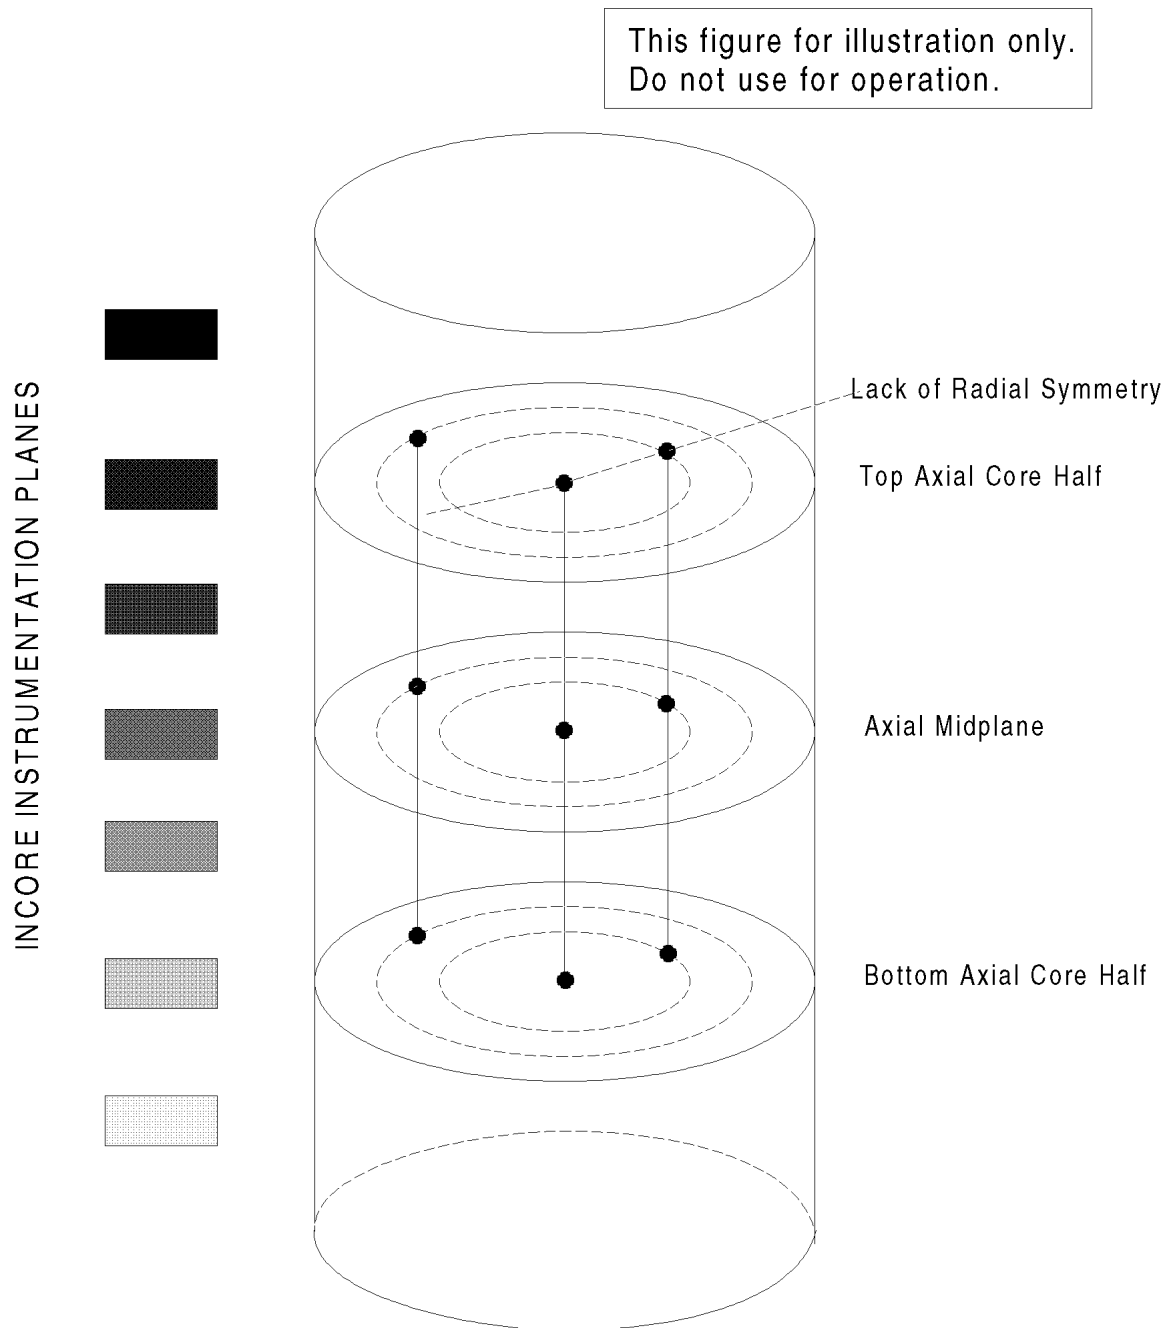 This figure for illustration only.
Do not use for operation.
INCORE INSTRUMENTATION PLANES
Lack of Radial Symmetry
Top Axial Core Half
Axial Midplane
Bottom Axial Core Half